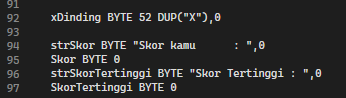 91
92 xDinding BYTE 52 DUP("X"),0
93
94 strSkor BYTE "Skor kamu      : ",0
95 Skor BYTE 0
96 strSkorTertinggi BYTE "Skor Tertinggi : ",0
97 SkorTertinggi BYTE 0